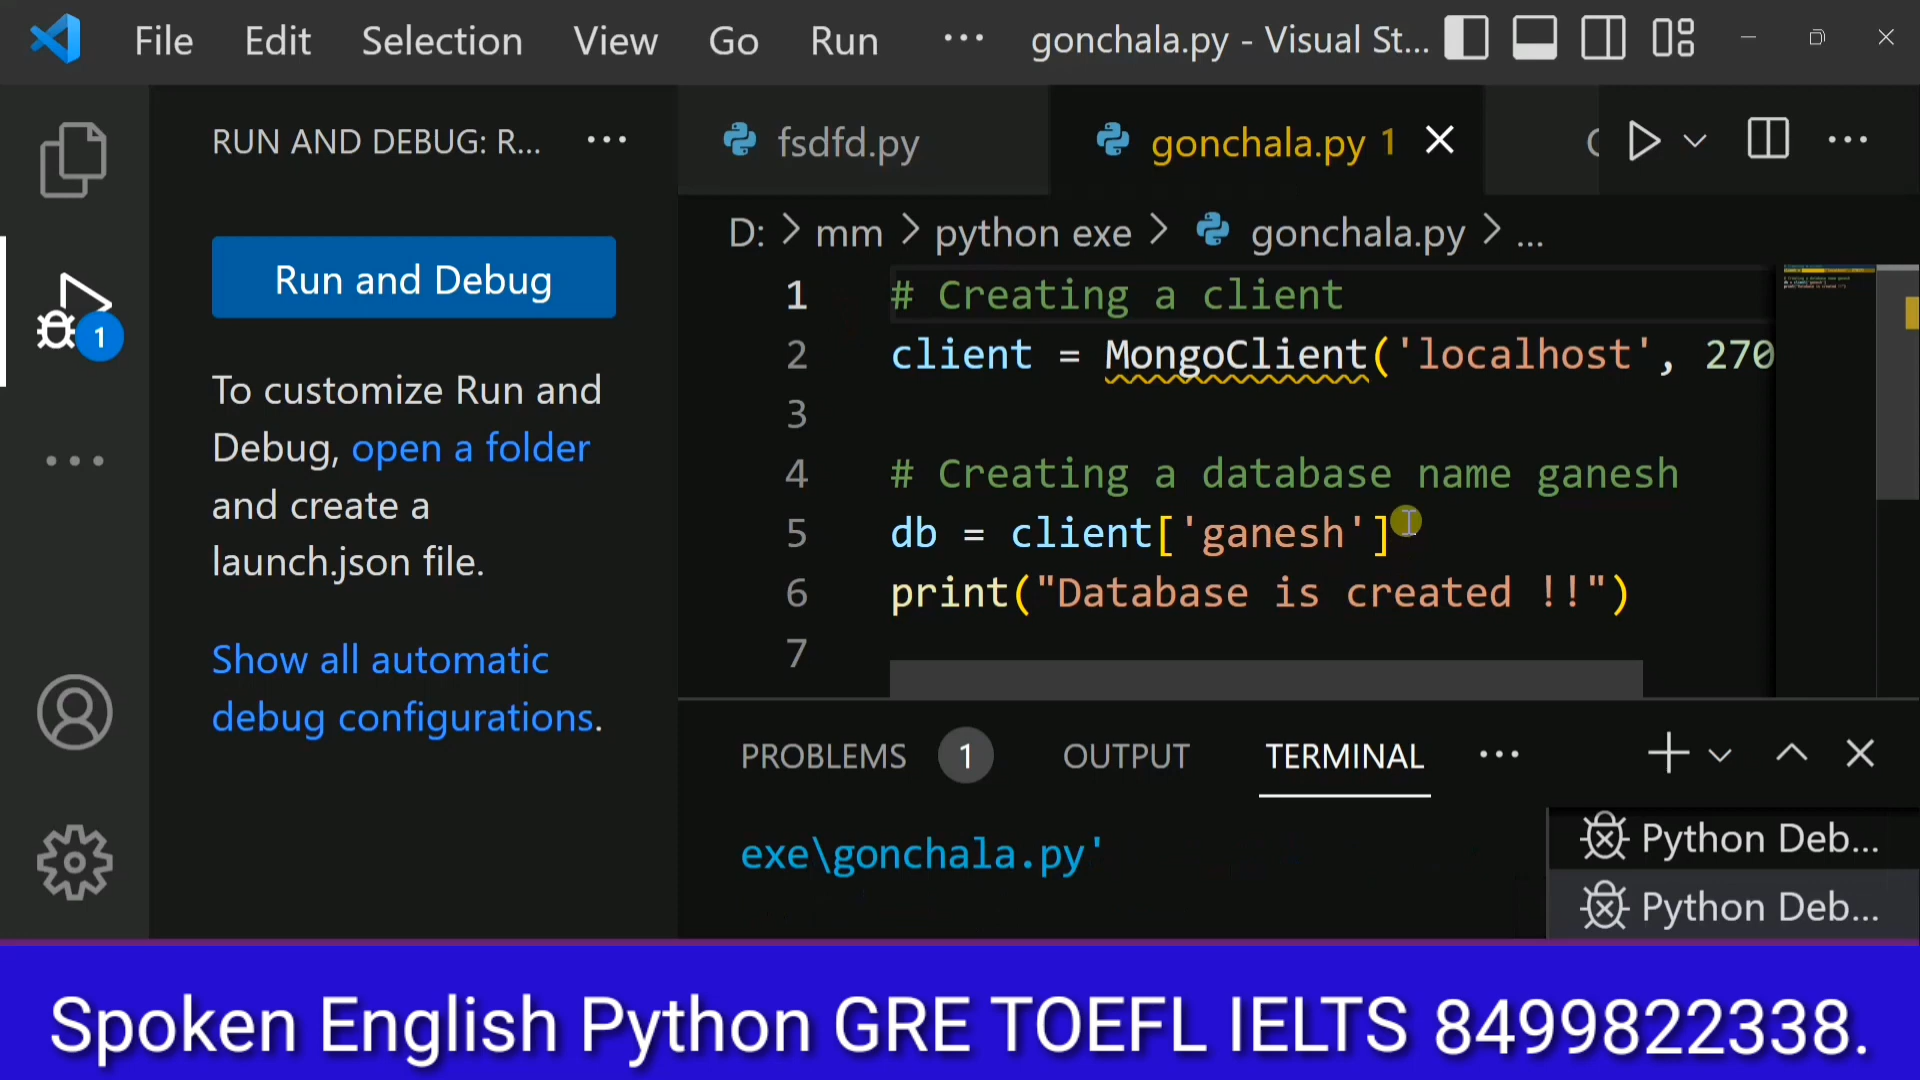 File Edit Selection View Go Run ... gonchala.py - Visual St...
RUN AND DEBUG: R... ...
Run and Debug
1
To customize Run and
Debug, open a folder
and create a
launch.json file.
Show all automatic
debug configurations.
fsdfd.py gonchala.py 1
D: > mm > python exe > gonchala.py > ...
1 # Creating a client
2 client = MongoClient('localhost', 270
3
4 # Creating a database name ganesh
5 db = client['ganesh']
6 print("Database is created !!")
7
PROBLEMS 1 OUTPUT TERMINAL ...
exe\gonchala.py'
Python Deb...
Python Deb...
Spoken English Python GRE TOEFL IELTS 8499822338.